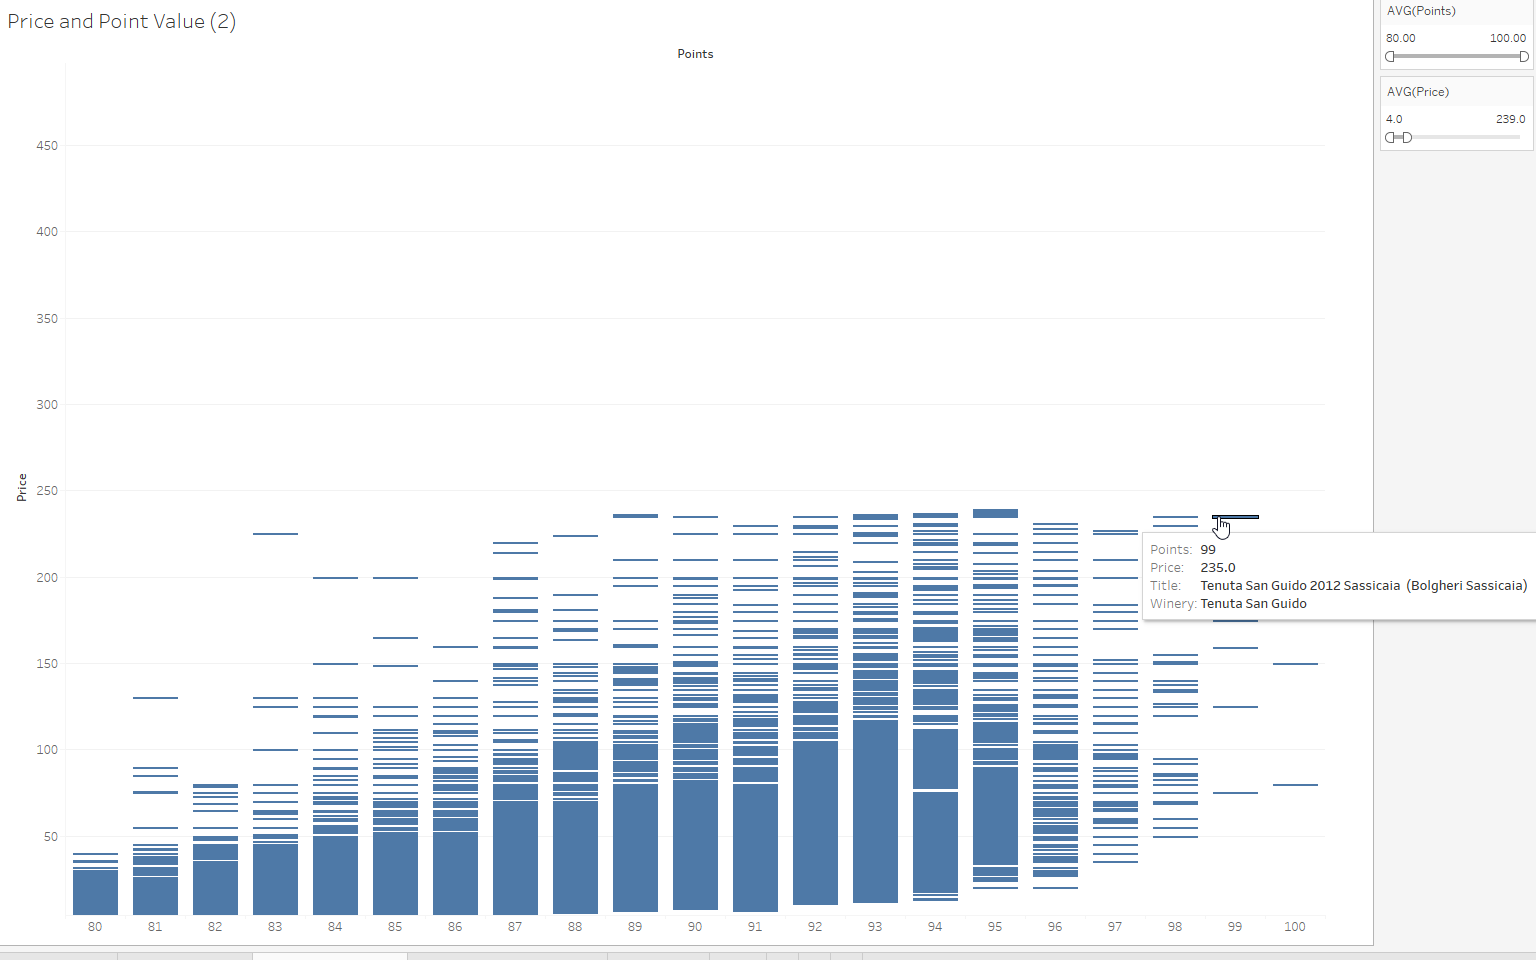 Price and Point Value (2)
Points
AVG(Points)
80.00 100.00
AVG(Price)
4.0 239.0
450
400
350
300
250
200
150
100
50
Price
Points: 99
Price: 235.0
Title: Tenuta San Guido 2012 Sassicaia (Bolgheri Sassicaia)
Winery: Tenuta San Guido
80 81 82 83 84 85 86 87 88 89 90 91 92 93 94 95 96 97 98 99 100